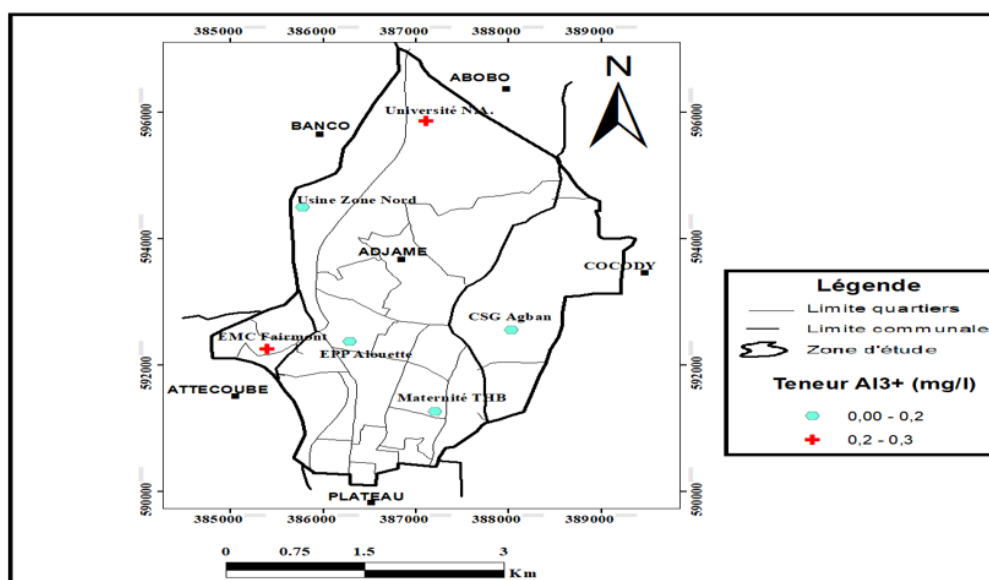 385000 386000 387000 388000 389000
N
ABOBO
Université N.A.
596000 596000
BANCO
Usine Zone Nord
594000 594000
ADJAME
COCODY
CSG Agban
EMC Fairmont
EPP Alouette
592000 592000
ATTECOUBE
Maternité THB
590000 590000
PLATEAU
385000 386000 387000 388000 389000
0 0.75 1.5 3
Km
Légende
Limite quartiers
Limite communale
Zone d'étude
Teneur Al3+ (mg/l)
0,00 - 0,2
0,2 - 0,3